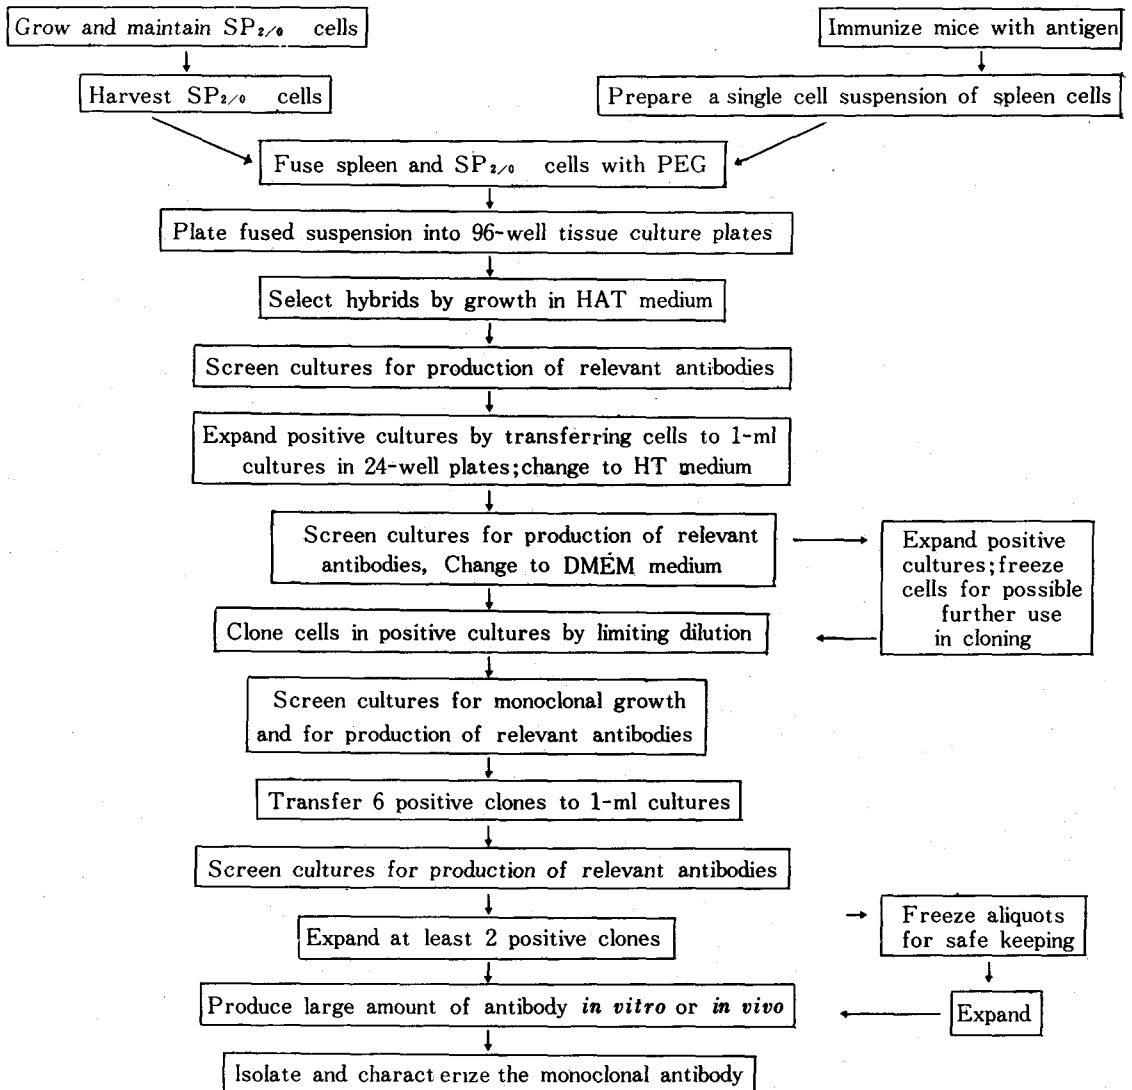 Grow and maintain SP2/0 cells
Immunize mice with antigen
Harvest SP2/0 cells
Prepare a single cell suspension of spleen cells
Fuse spleen and SP2/0 cells with PEG
Plate fused suspension into 96-well tissue culture plates
Select hybrids by growth in HAT medium
Screen cultures for production of relevant antibodies
Expand positive cultures by transferring cells to 1-ml
cultures in 24-well plates;change to HT medium
Screen cultures for production of relevant
antibodies, Change to DMÉM medium
Expand positive
cultures;freeze
cells for possible
further use
in cloning
Clone cells in positive cultures by limiting dilution
Screen cultures for monoclonal growth
and for production of relevant antibodies
Transfer 6 positive clones to 1-ml cultures
Screen cultures for production of relevant antibodies
Freeze aliquots
for safe keeping
Expand at least 2 positive clones
Produce large amount of antibody in vitro or in vivo
Expand
Isolate and characterize the monoclonal antibody